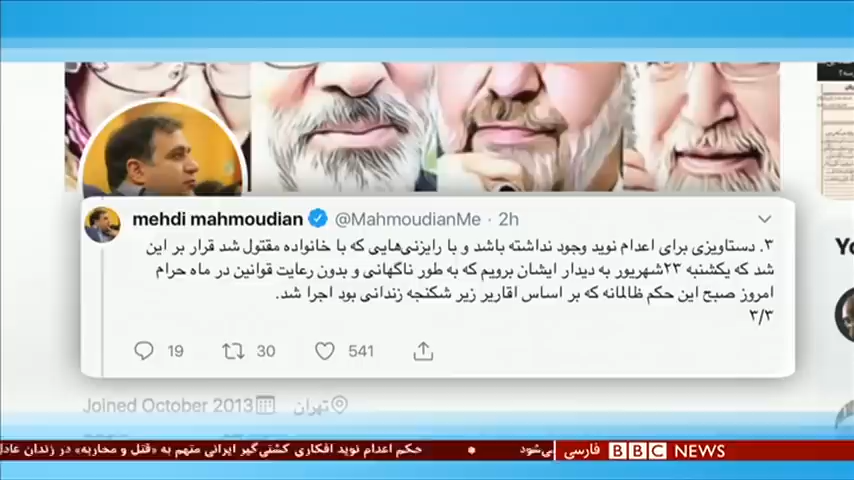 mehdi mahmoudian @MahmoudianMe · 2h
۳. دستاویزی برای اعدام نوید وجود نداشته باشد و با رایزنی‌هایی که با خانواده مقتول شد قرار بر این
شد که یکشنبه ۲۳شهریور به دیدار ایشان برویم که به طور ناگهانی و بدون رعایت قوانین در ماه حرام
امروز صبح این حکم ظالمانه که بر اساس اقاریر زیر شکنجه زندانی بود اجرا شد.
۳/۳
19 30 541
Joined October 2013 تهران
حکم اعدام نوید افکاری کشتی‌گیر ایرانی متهم به «قتل و محاربه» در زندان عادل
می‌شود
BBC NEWS فارسی